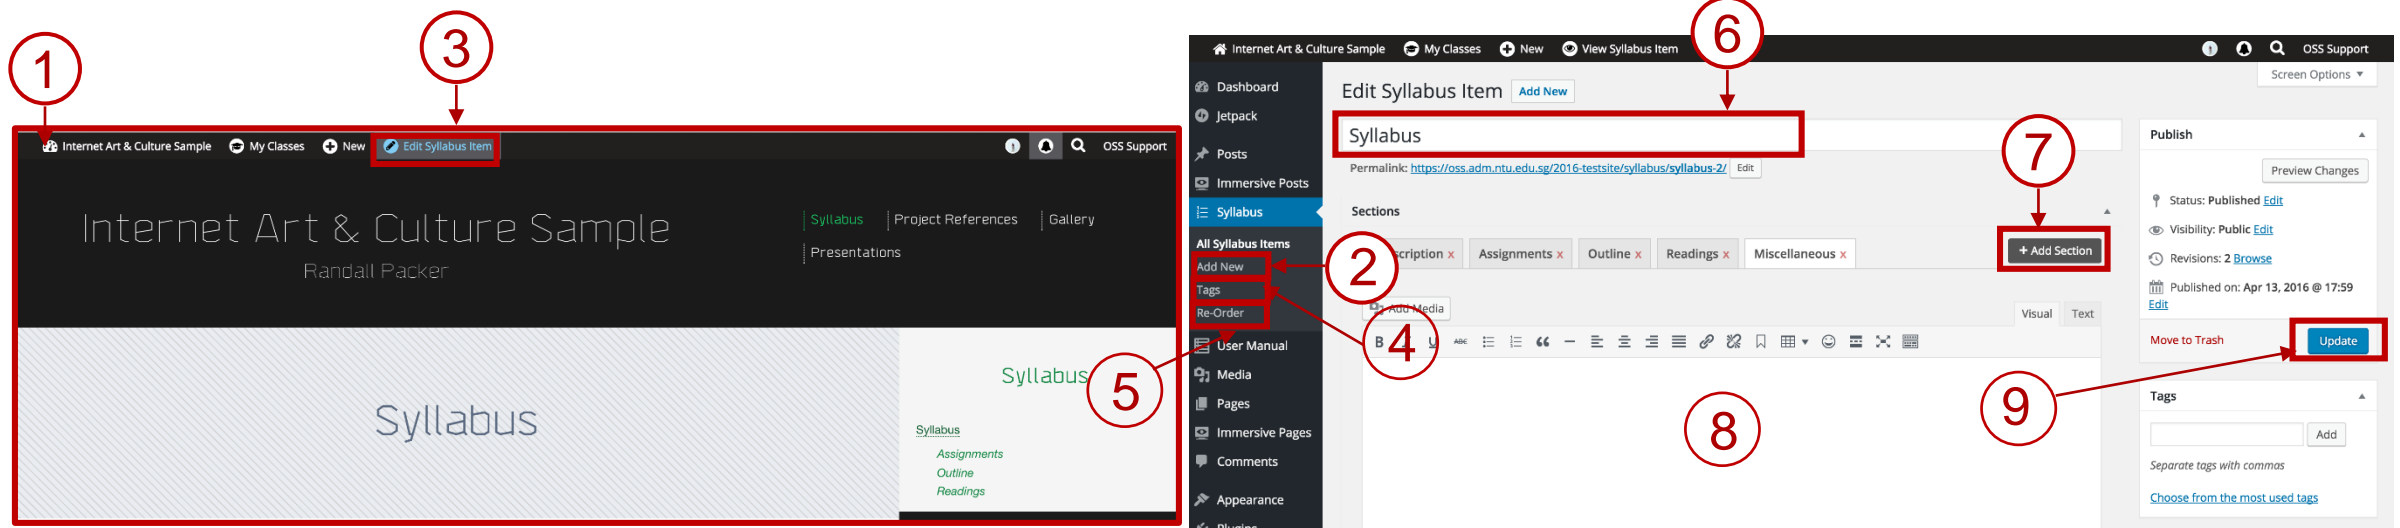 1
3
Internet Art & Culture Sample My Classes New Edit Syllabus Item OSS Support
Internet Art & Culture Sample
Randall Packer
Syllabus Project References Gallery
Presentations
Syllabus
Syllabus
Syllabus
Assignments
Outline
Readings
6
Internet Art & Culture Sample My Classes New View Syllabus Item OSS Support
Screen Options
Dashboard
Jetpack
Posts
Immersive Posts
Syllabus
All Syllabus Items
Add New
Tags
Re-Order
User Manual
Media
Pages
Immersive Pages
Comments
Appearance
Plugins
2
4
5
Edit Syllabus Item Add New
Syllabus
Permalink: https://oss.adm.ntu.edu.sg/2016-testsite/syllabus/syllabus-2/ Edit
7
Sections
scription x Assignments x Outline x Readings x Miscellaneous x + Add Section
Add Media
Visual Text
B I U ABC
8
9
Publish
Preview Changes
Status: Published Edit
Visibility: Public Edit
Revisions: 2 Browse
Published on: Apr 13, 2016 @ 17:59
Edit
Move to Trash Update
Tags
Add
Separate tags with commas
Choose from the most used tags